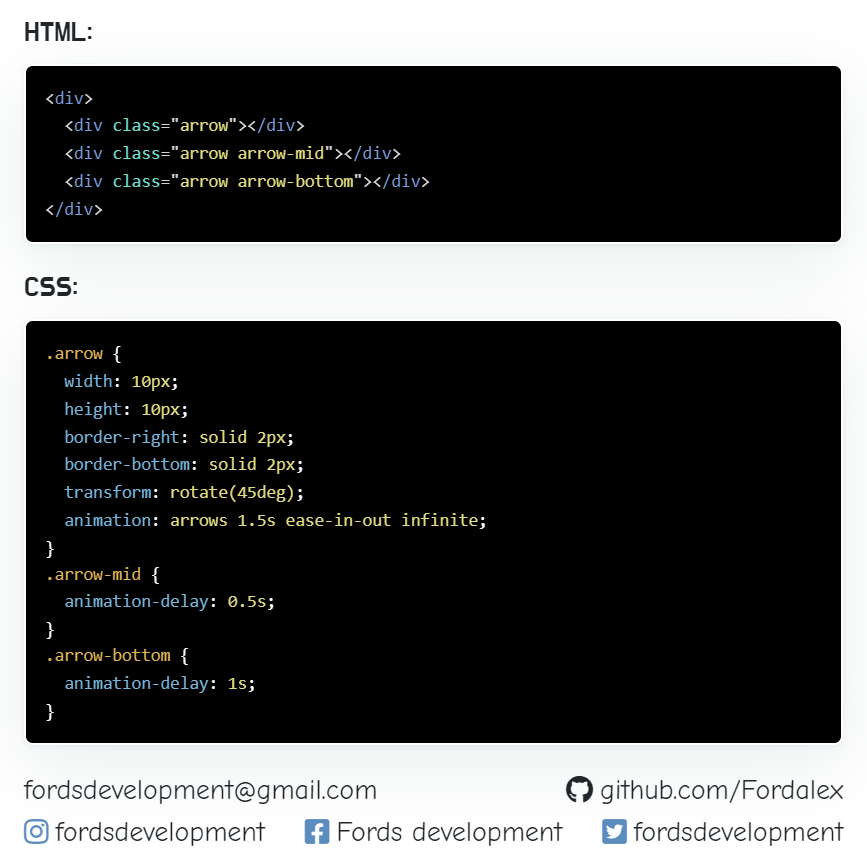 HTML:
<div>
  <div class="arrow"></div>
  <div class="arrow arrow-mid"></div>
  <div class="arrow arrow-bottom"></div>
</div>
CSS:
.arrow {
  width: 10px;
  height: 10px;
  border-right: solid 2px;
  border-bottom: solid 2px;
  transform: rotate(45deg);
  animation: arrows 1.5s ease-in-out infinite;
}
.arrow-mid {
  animation-delay: 0.5s;
}
.arrow-bottom {
  animation-delay: 1s;
}
fordsdevelopment@gmail.com github.com/Fordalex
fordsdevelopment Fords development fordsdevelopment